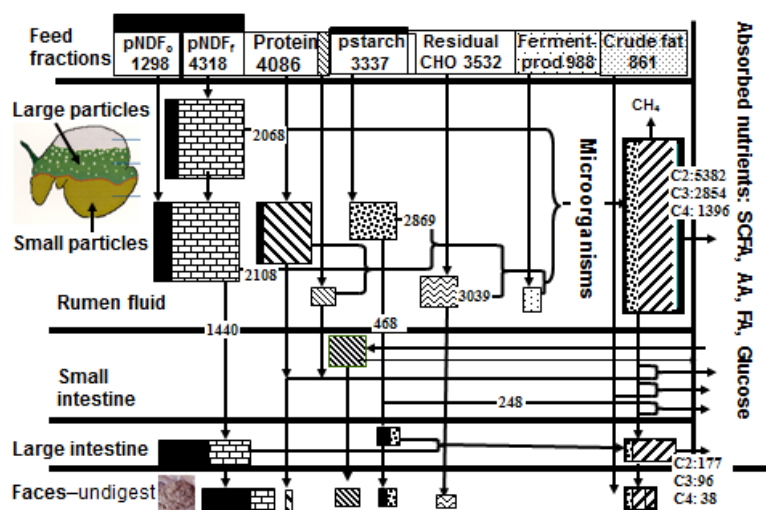 Feed fractions
pNDFₒ 1298
pNDFᵣ 4318
Protein 4086
pstarch 3337
Residual CHO 3532
Ferment- prod 988
Crude fat 861
Large particles
Small particles
Rumen fluid
Small intestine
Large intestine
Faces–undigest
2068
2108
2869
3039
1440
468
248
Microorganisms
CH₄
C2:5382
C3:2854
C4: 1396
C2:177
C3:96
C4: 38
Absorbed nutrients: SCFA, AA, FA, Glucose